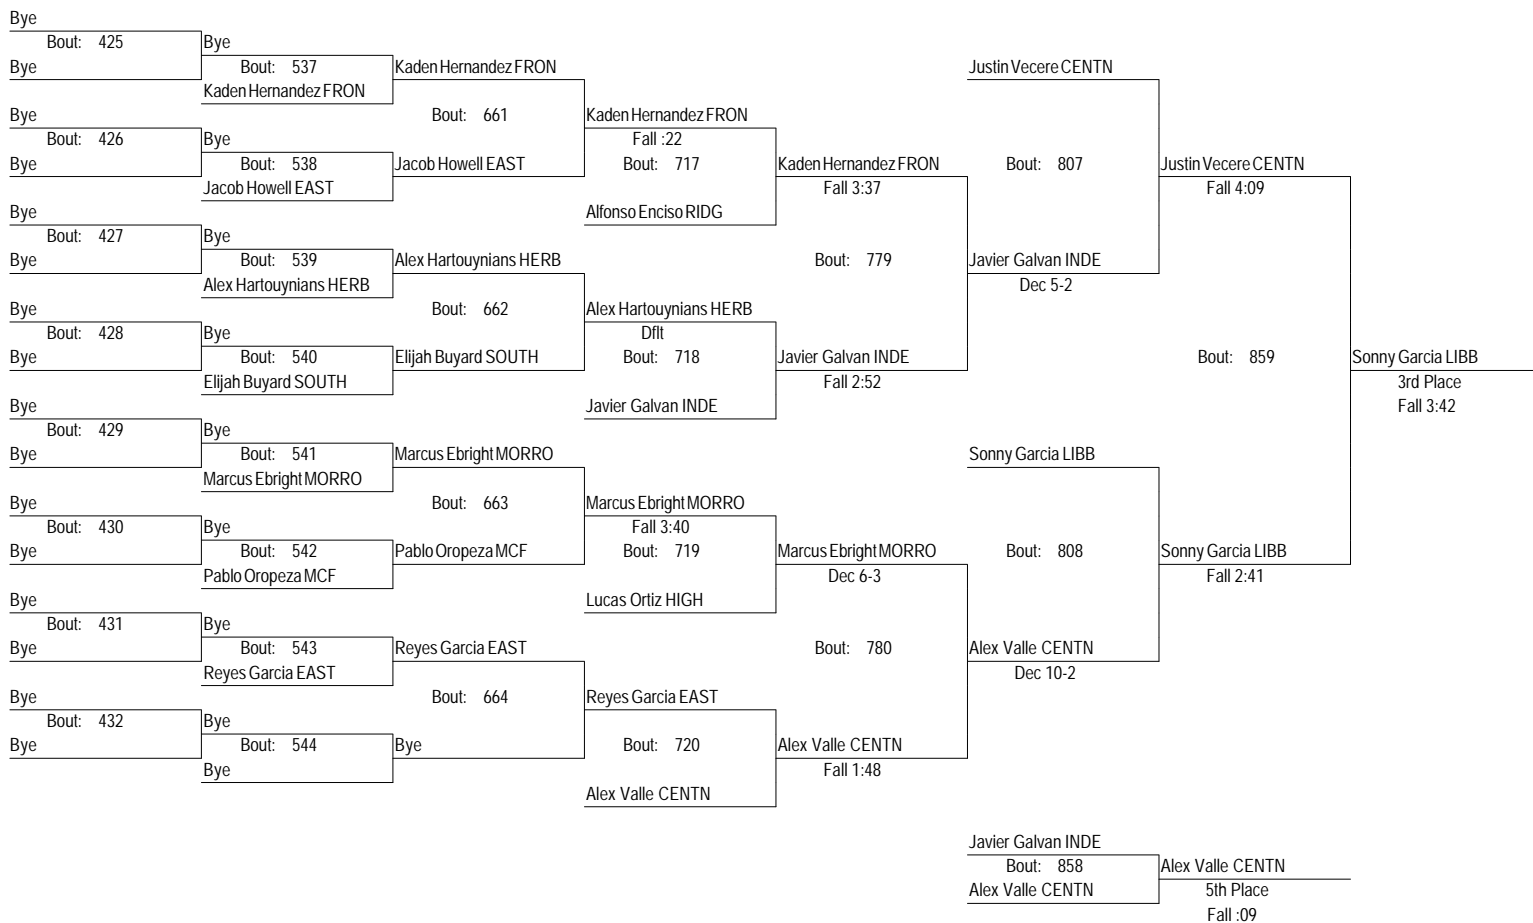 Bye
Bout: 425
Bye
Bye
Bout: 537
Kaden Hernandez FRON
Bye
Bout: 426
Bye
Bye
Bout: 538
Jacob Howell EAST
Bye
Bout: 427
Bye
Bye
Bout: 539
Alex Hartouynians HERB
Bye
Bout: 428
Bye
Bye
Bout: 540
Elijah Buyard SOUTH
Bye
Bout: 429
Bye
Bye
Bout: 541
Marcus Ebright MORRO
Bye
Bout: 430
Bye
Bye
Bout: 542
Pablo Oropeza MCF
Bye
Bout: 431
Bye
Bye
Bout: 543
Reyes Garcia EAST
Bye
Bout: 432
Bye
Bye
Bout: 544
Bye
Kaden Hernandez FRON
Bout: 661
Jacob Howell EAST
Alex Hartouynians HERB
Bout: 662
Elijah Buyard SOUTH
Marcus Ebright MORRO
Bout: 663
Pablo Oropeza MCF
Reyes Garcia EAST
Bout: 664
Bye
Kaden Hernandez FRON
Fall :22
Bout: 717
Alfonso Enciso RIDG
Alex Hartouynians HERB
Dflt
Bout: 718
Javier Galvan INDE
Marcus Ebright MORRO
Fall 3:40
Bout: 719
Lucas Ortiz HIGH
Reyes Garcia EAST
Bout: 720
Alex Valle CENTN
Kaden Hernandez FRON
Fall 3:37
Bout: 779
Javier Galvan INDE
Fall 2:52
Marcus Ebright MORRO
Dec 6-3
Bout: 780
Alex Valle CENTN
Fall 1:48
Justin Vecere CENTN
Bout: 807
Javier Galvan INDE
Dec 5-2
Sonny Garcia LIBB
Bout: 808
Alex Valle CENTN
Dec 10-2
Justin Vecere CENTN
Fall 4:09
Bout: 859
Sonny Garcia LIBB
Fall 2:41
Sonny Garcia LIBB
3rd Place
Fall 3:42
Javier Galvan INDE
Bout: 858
Alex Valle CENTN
Alex Valle CENTN
5th Place
Fall :09